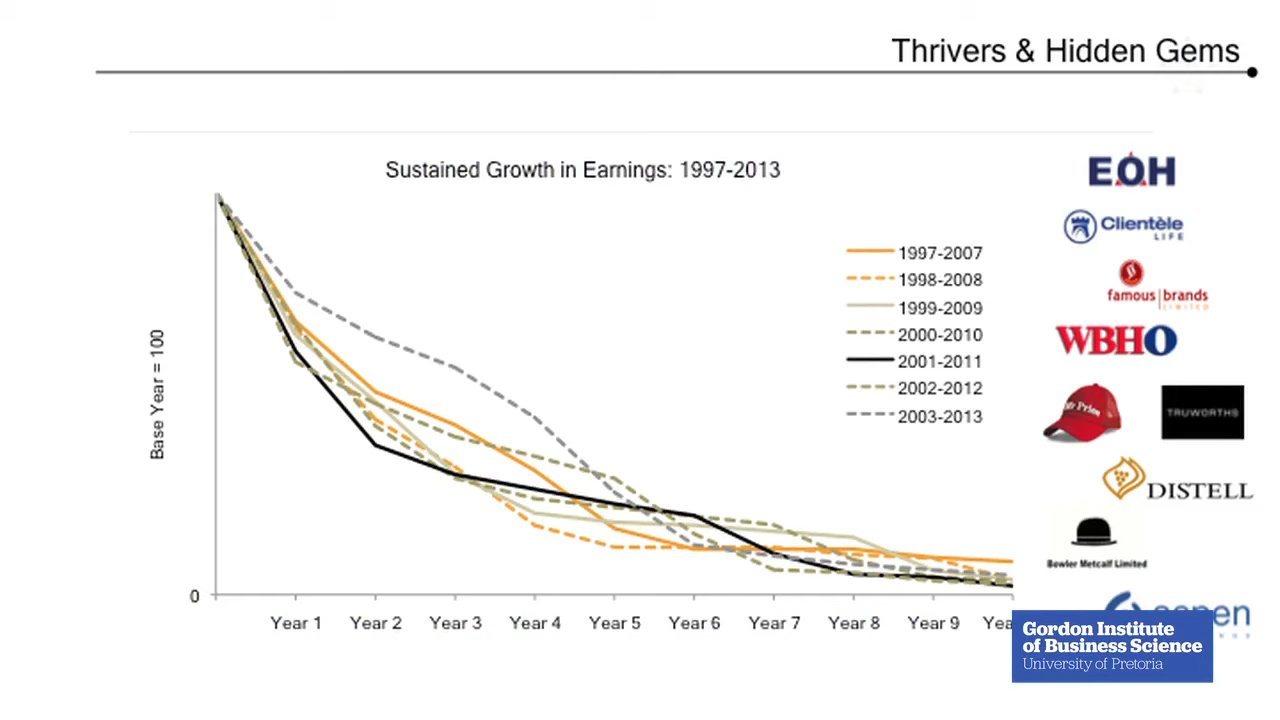 Thrivers & Hidden Gems
Sustained Growth in Earnings: 1997-2013
EOH
Clientèle
LIFE
famous brands
LIMITED
WBHO
Mr Price
TRUWORTHS
DISTELL
Bowler Metcalf Limited
1997-2007
1998-2008
1999-2009
2000-2010
2001-2011
2002-2012
2003-2013
Base Year = 100
0
Year 1
Year 2
Year 3
Year 4
Year 5
Year 6
Year 7
Year 8
Year 9
Gordon Institute
of Business Science
University of Pretoria